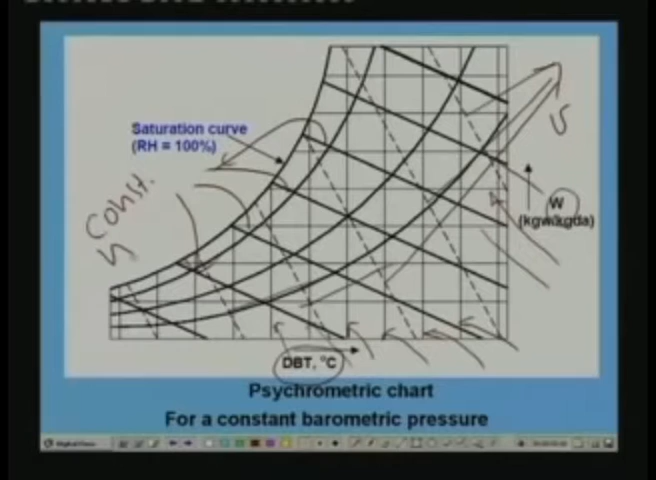 Saturation curve
(RH = 100%)
Const.
h
υ
W
(kgw/kgda)
DBT, °C
Psychrometric chart
For a constant barometric pressure